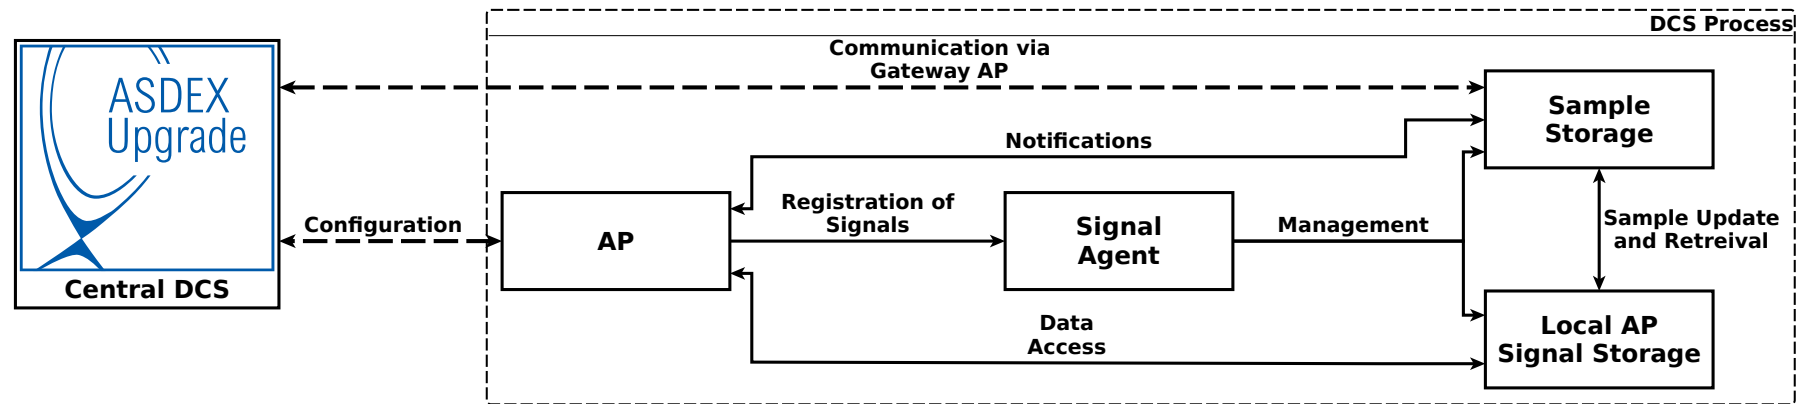 DCS Process
Communication via
Gateway AP
ASDEX
Upgrade
Sample
Storage
Notifications
Registration of
Signals
Configuration
AP
Signal
Agent
Management
Sample Update
and Retreival
Central DCS
Data
Access
Local AP
Signal Storage